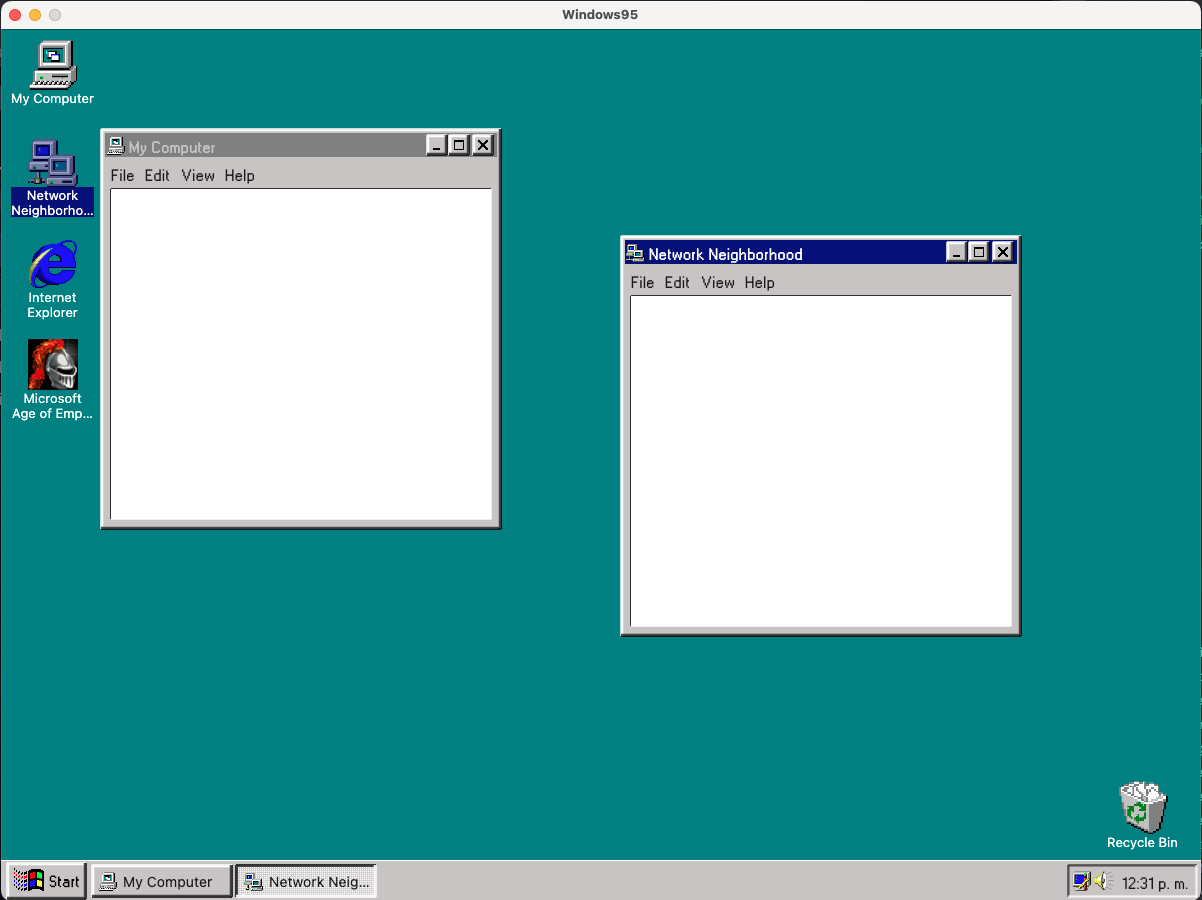 Windows95
My Computer
Network
Neighborho...
Internet
Explorer
Microsoft
Age of Emp...
My Computer
File Edit View Help
Network Neighborhood
File Edit View Help
Recycle Bin
Start
My Computer
Network Neig...
12:31 p. m.